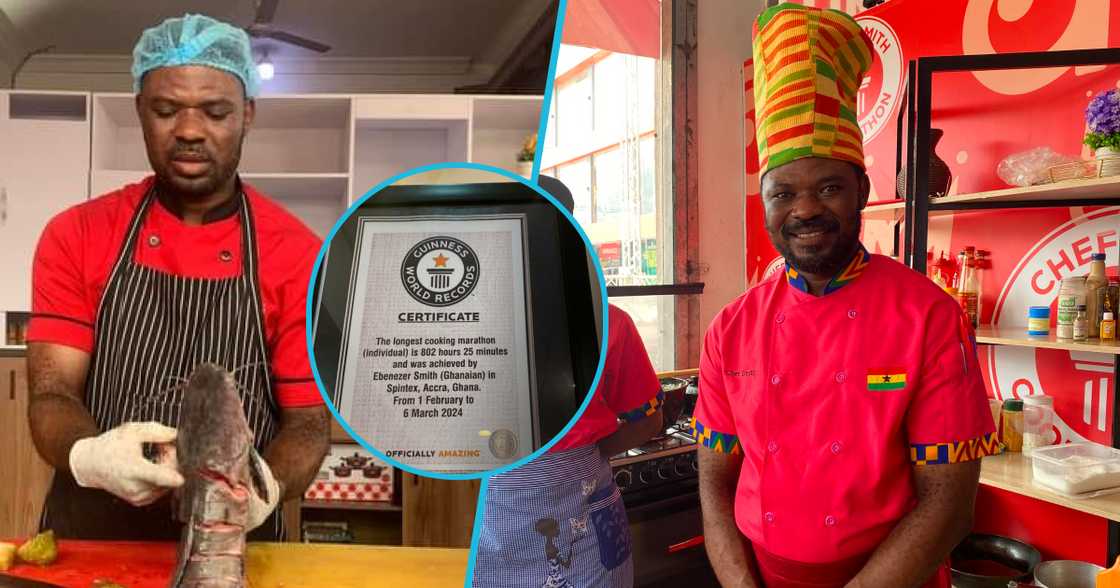 GUINNESS
WORLD RECORDS
CERTIFICATE
The longest cooking marathon
(individual) is 802 hours 25 minutes
and was achieved by
Ebenezer Smith (Ghanaian) in
Spintex, Accra, Ghana.
From 1 February to
6 March 2024
OFFICIALLY AMAZING
CHEF
SMITH